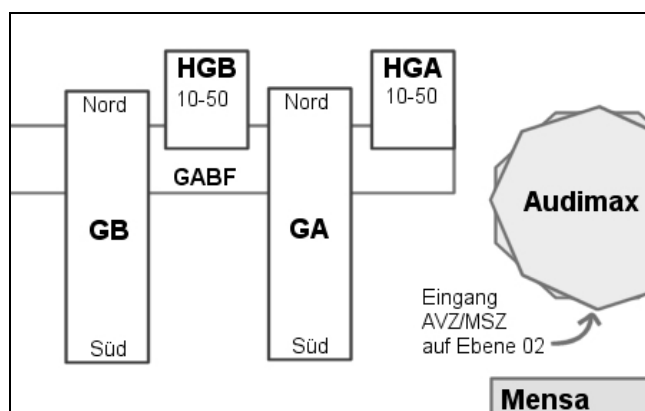 HGB
10-50
HGA
10-50
Nord
Nord
GABF
GB
GA
Audimax
Eingang
AVZ/MSZ
auf Ebene 02
Süd
Süd
Mensa